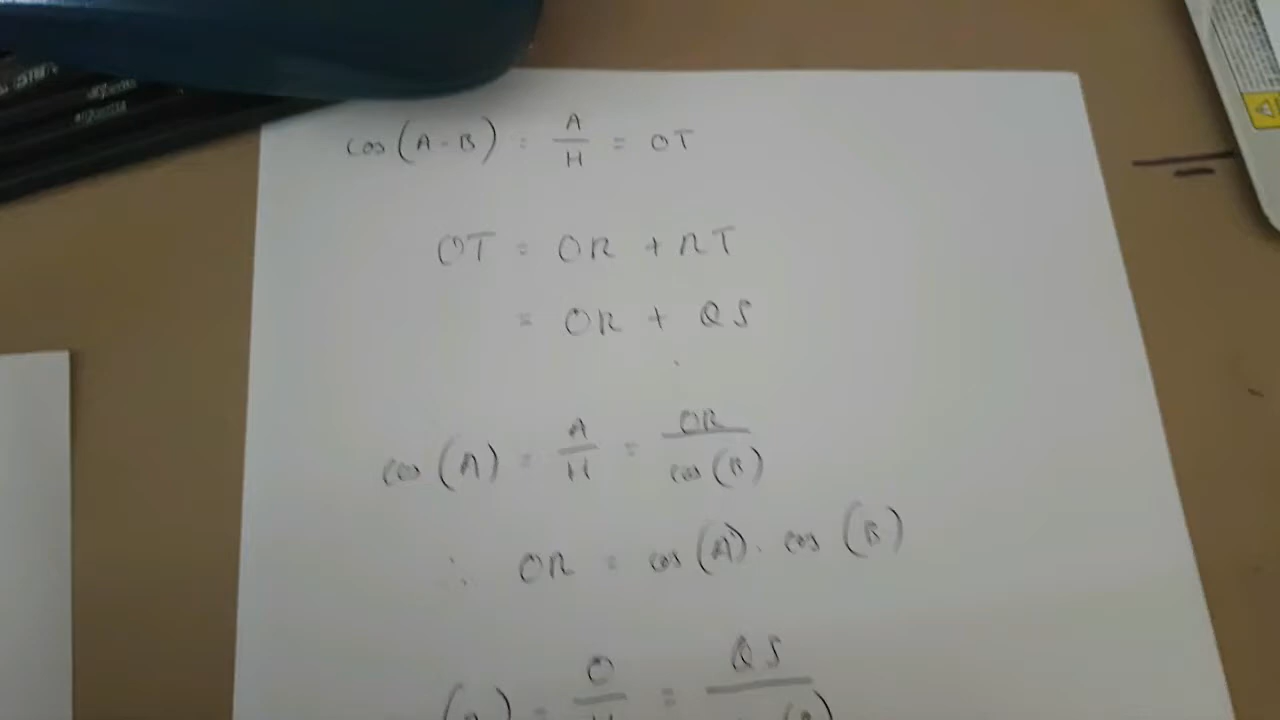 cos(A-B) = A/H = OT
OT = OR + RT
= OR + QS
cos(A) = A/H = OR/cos(B)
∴ OR = cos(A). cos(B)
= O/H = QS/